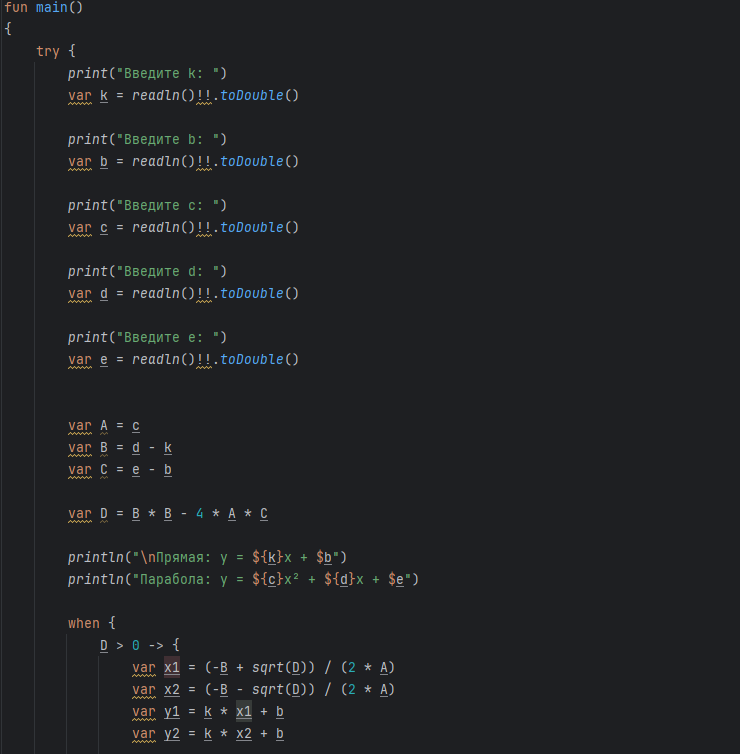 fun main()
{
try {
print("Введите k: ")
var k = readln()!!.toDouble()
print("Введите b: ")
var b = readln()!!.toDouble()
print("Введите c: ")
var c = readln()!!.toDouble()
print("Введите d: ")
var d = readln()!!.toDouble()
print("Введите e: ")
var e = readln()!!.toDouble()
var A = c
var B = d - k
var C = e - b
var D = B * B - 4 * A * C
println("\nПрямая: y = ${k}x + $b")
println("Парабола: y = ${c}x² + ${d}x + $e")
when {
D > 0 -> {
var x1 = (-B + sqrt(D)) / (2 * A)
var x2 = (-B - sqrt(D)) / (2 * A)
var y1 = k * x1 + b
var y2 = k * x2 + b